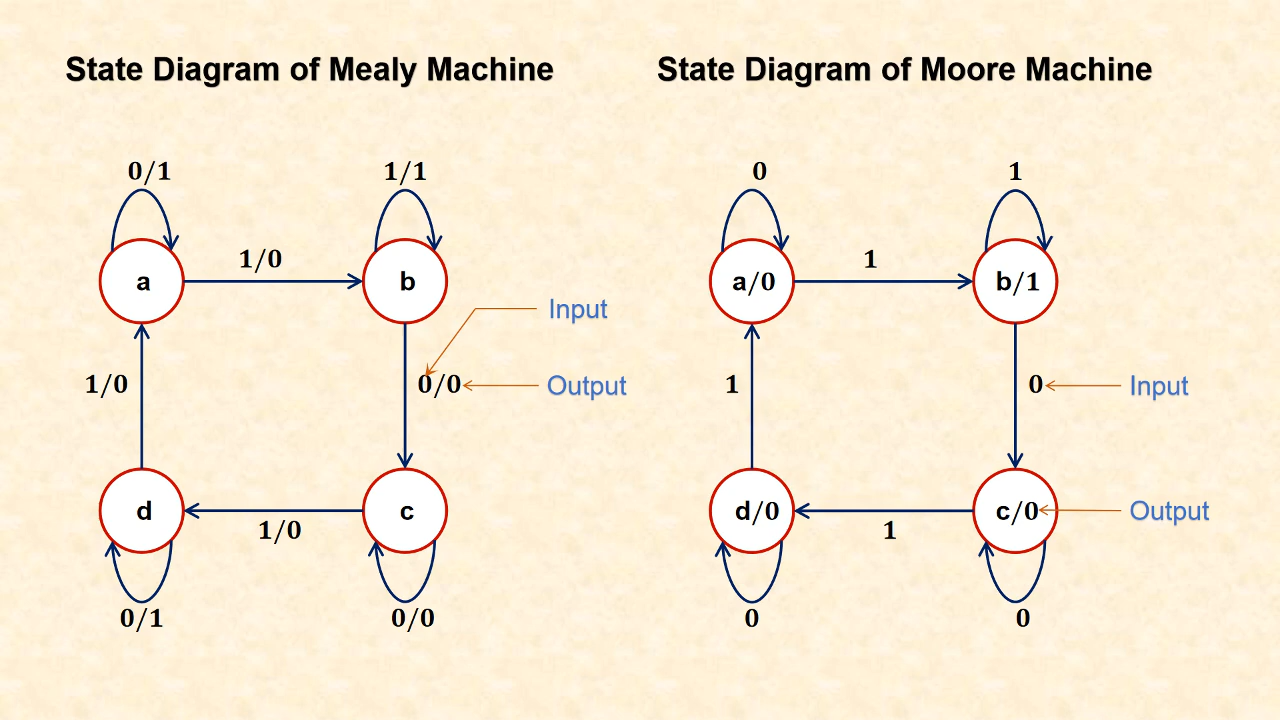 State Diagram of Mealy Machine
0/1
1/1
a
1/0
b
Input
1/0
0/0
Output
d
1/0
c
0/1
0/0
State Diagram of Moore Machine
0
1
a/0
1
b/1
1
0
Input
d/0
1
c/0
Output
0
0